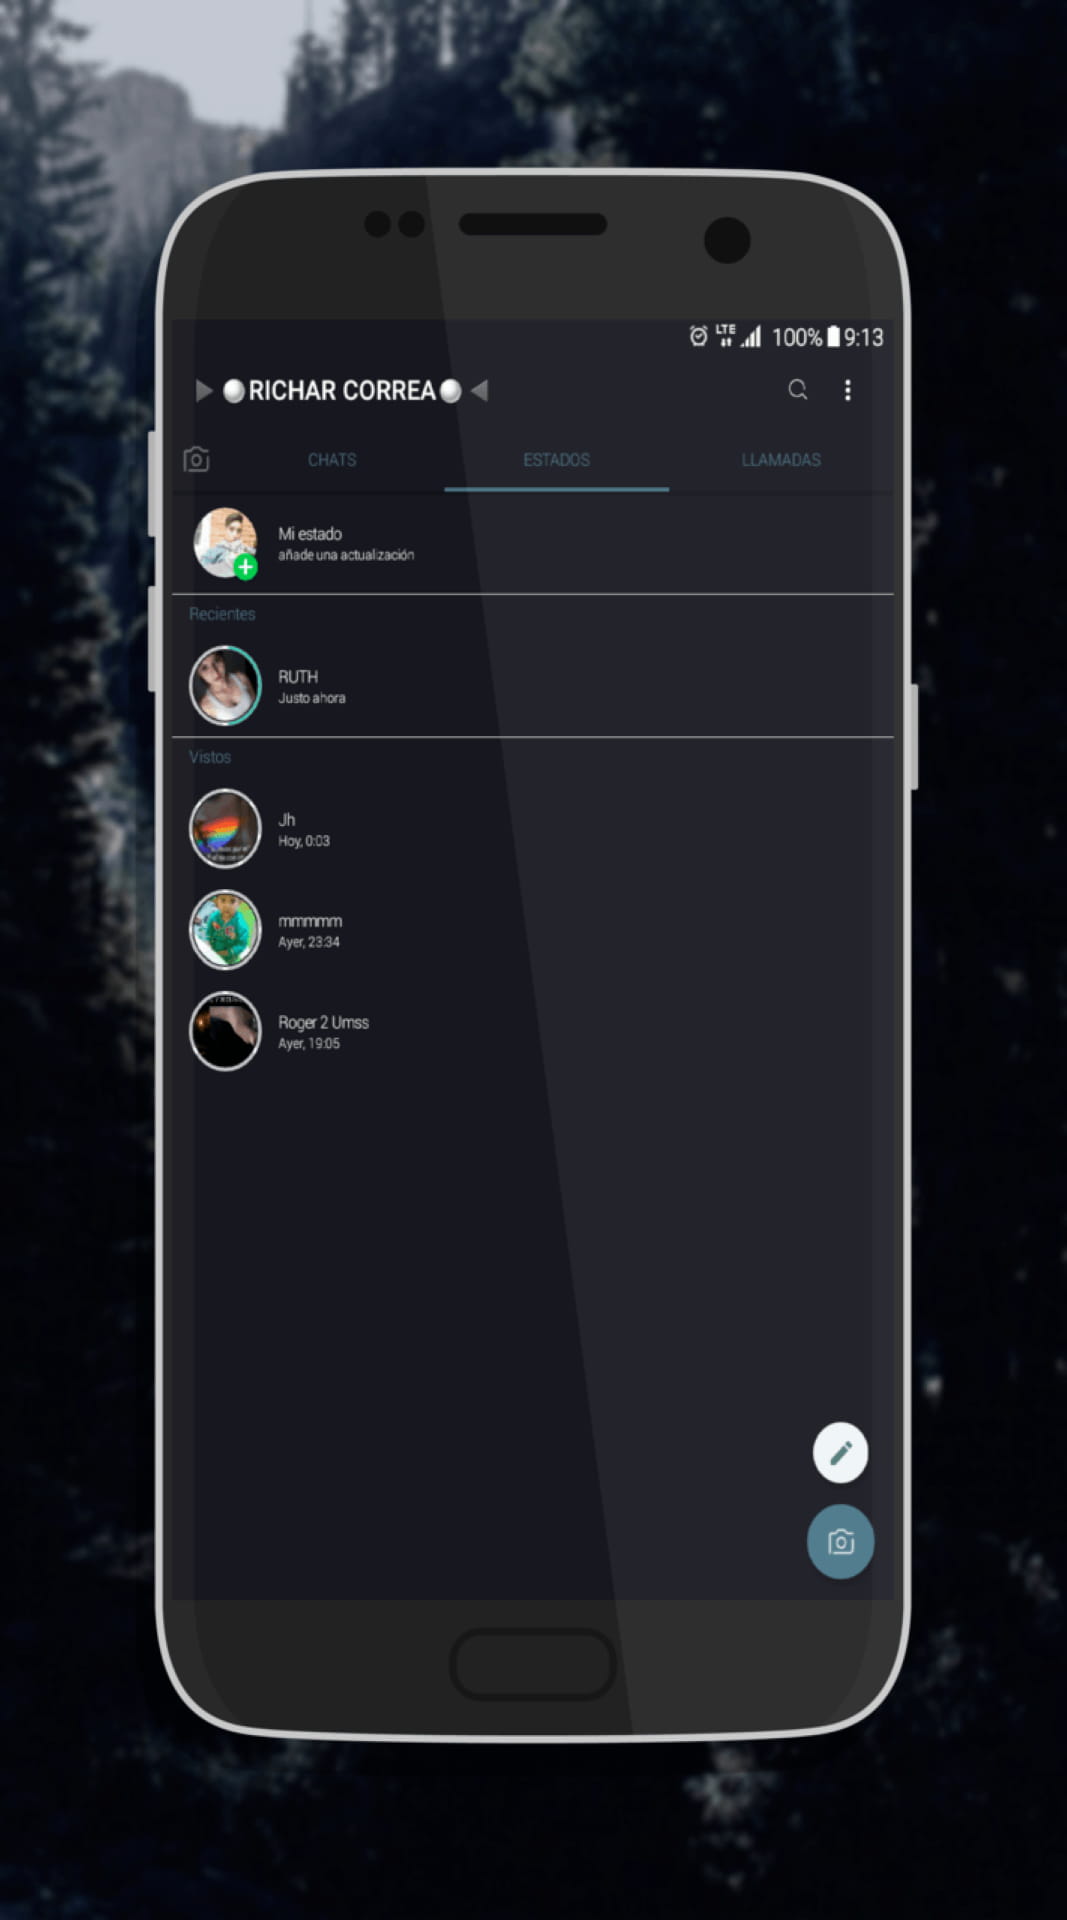 LTE 100% 9:13
RICHAR CORREA
CHATS ESTADOS LLAMADAS
Mi estado
añade una actualización
Recientes
RUTH
Justo ahora
Vistos
Jh
Hoy, 0:03
mmmmm
Ayer, 23:34
Roger 2 Umss
Ayer, 19:05